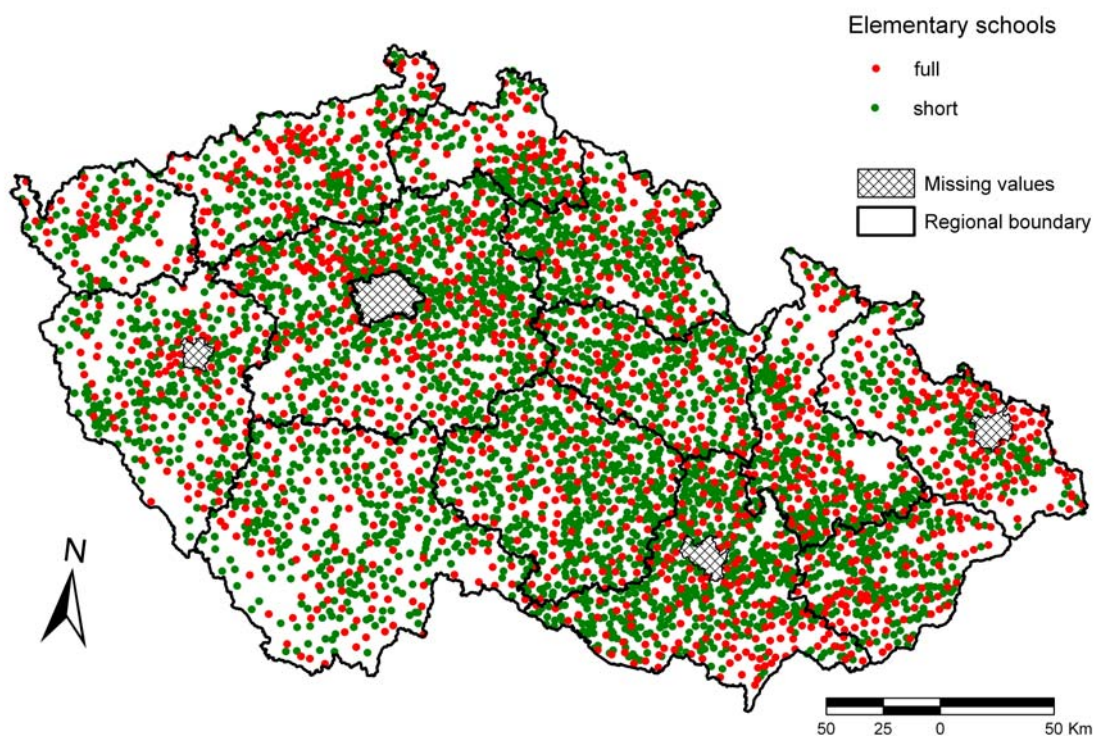 Elementary schools
full
short
Missing values
Regional boundary
N
50 25 0 50 Km